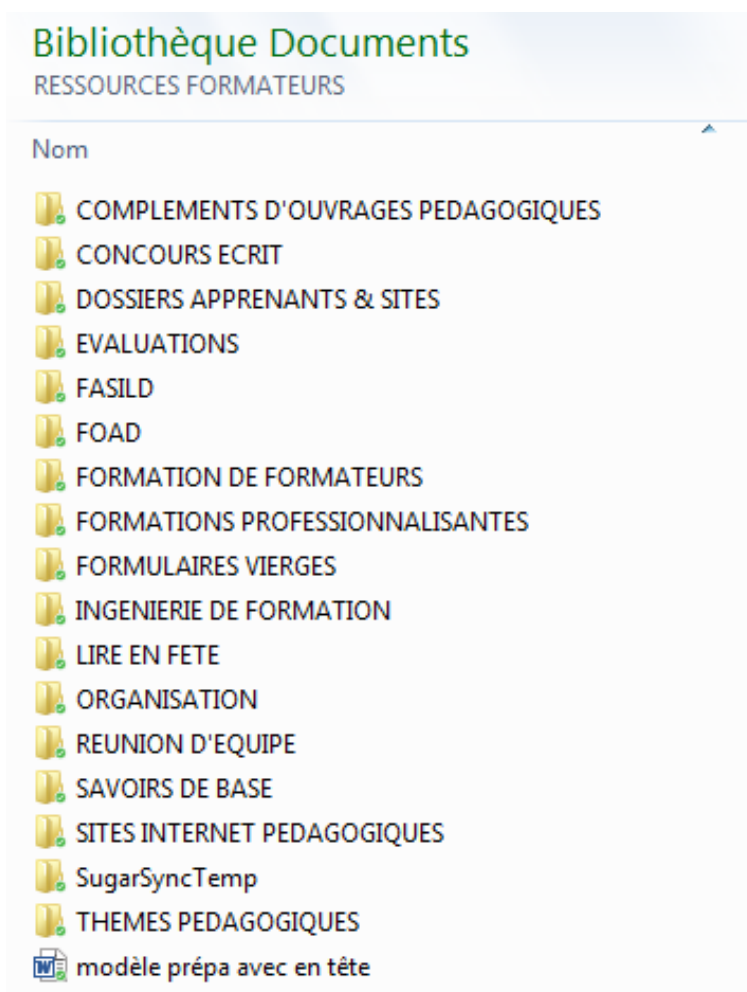 Bibliothèque Documents
RESSOURCES FORMATEURS
Nom
COMPLEMENTS D'OUVRAGES PEDAGOGIQUES
CONCOURS ECRIT
DOSSIERS APPRENANTS & SITES
EVALUATIONS
FASILD
FOAD
FORMATION DE FORMATEURS
FORMATIONS PROFESSIONNALISANTES
FORMULAIRES VIERGES
INGENIERIE DE FORMATION
LIRE EN FETE
ORGANISATION
REUNION D'EQUIPE
SAVOIRS DE BASE
SITES INTERNET PEDAGOGIQUES
SugarSyncTemp
THEMES PEDAGOGIQUES
modèle prépa avec en tête